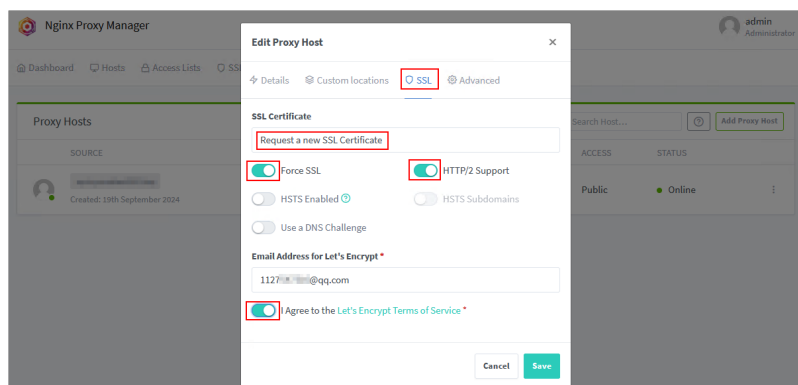 Nginx Proxy Manager
admin
Administrator
Dashboard Hosts Access Lists
Edit Proxy Host
Details Custom locations SSL Advanced
Proxy Hosts
Search Host...
Add Proxy Host
SOURCE
ACCESS
STATUS
Created: 19th September 2024
Public
Online
SSL Certificate
Request a new SSL Certificate
Force SSL
HTTP/2 Support
HSTS Enabled
HSTS Subdomains
Use a DNS Challenge
Email Address for Let's Encrypt *
1127 @qq.com
I Agree to the Let's Encrypt Terms of Service *
Cancel
Save